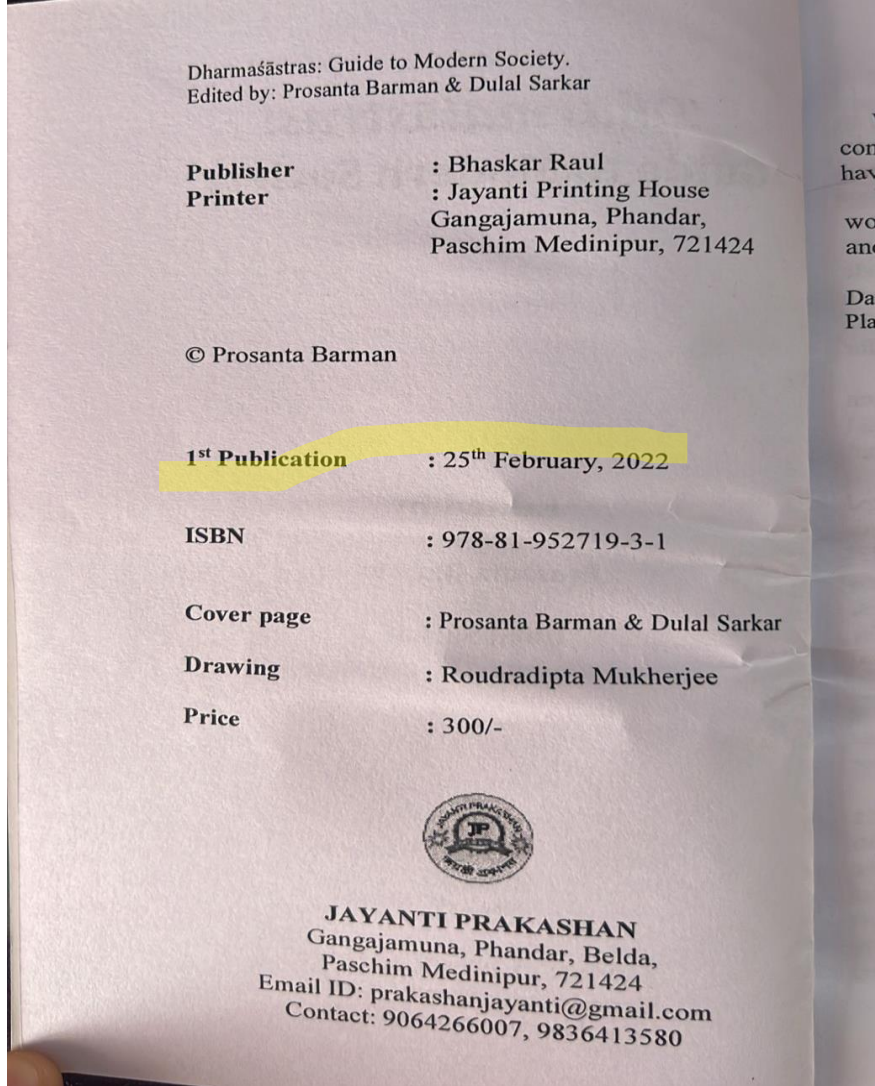 Dharmaśāstras: Guide to Modern Society.
Edited by: Prosanta Barman & Dulal Sarkar
Publisher : Bhaskar Raul
Printer : Jayanti Printing House
Gangajamuna, Phandar,
Paschim Medinipur, 721424
© Prosanta Barman
1st Publication : 25th February, 2022
ISBN : 978-81-952719-3-1
Cover page : Prosanta Barman & Dulal Sarkar
Drawing : Roudradipta Mukherjee
Price : 300/-
JAYANTI PRAKASHAN
JP
JAYANTI PRAKASHAN
Gangajamuna, Phandar, Belda,
Paschim Medinipur, 721424
Email ID: prakashanjayanti@gmail.com
Contact: 9064266007, 9836413580